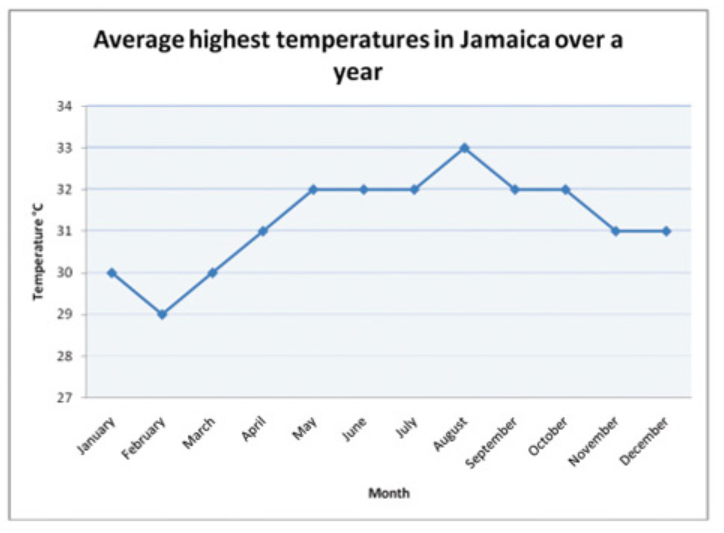 Average highest temperatures in Jamaica over a
year
34
33
32
31
30
29
28
27
Temperature °C
January
February
March
April
May
June
July
August
September
October
November
December
Month